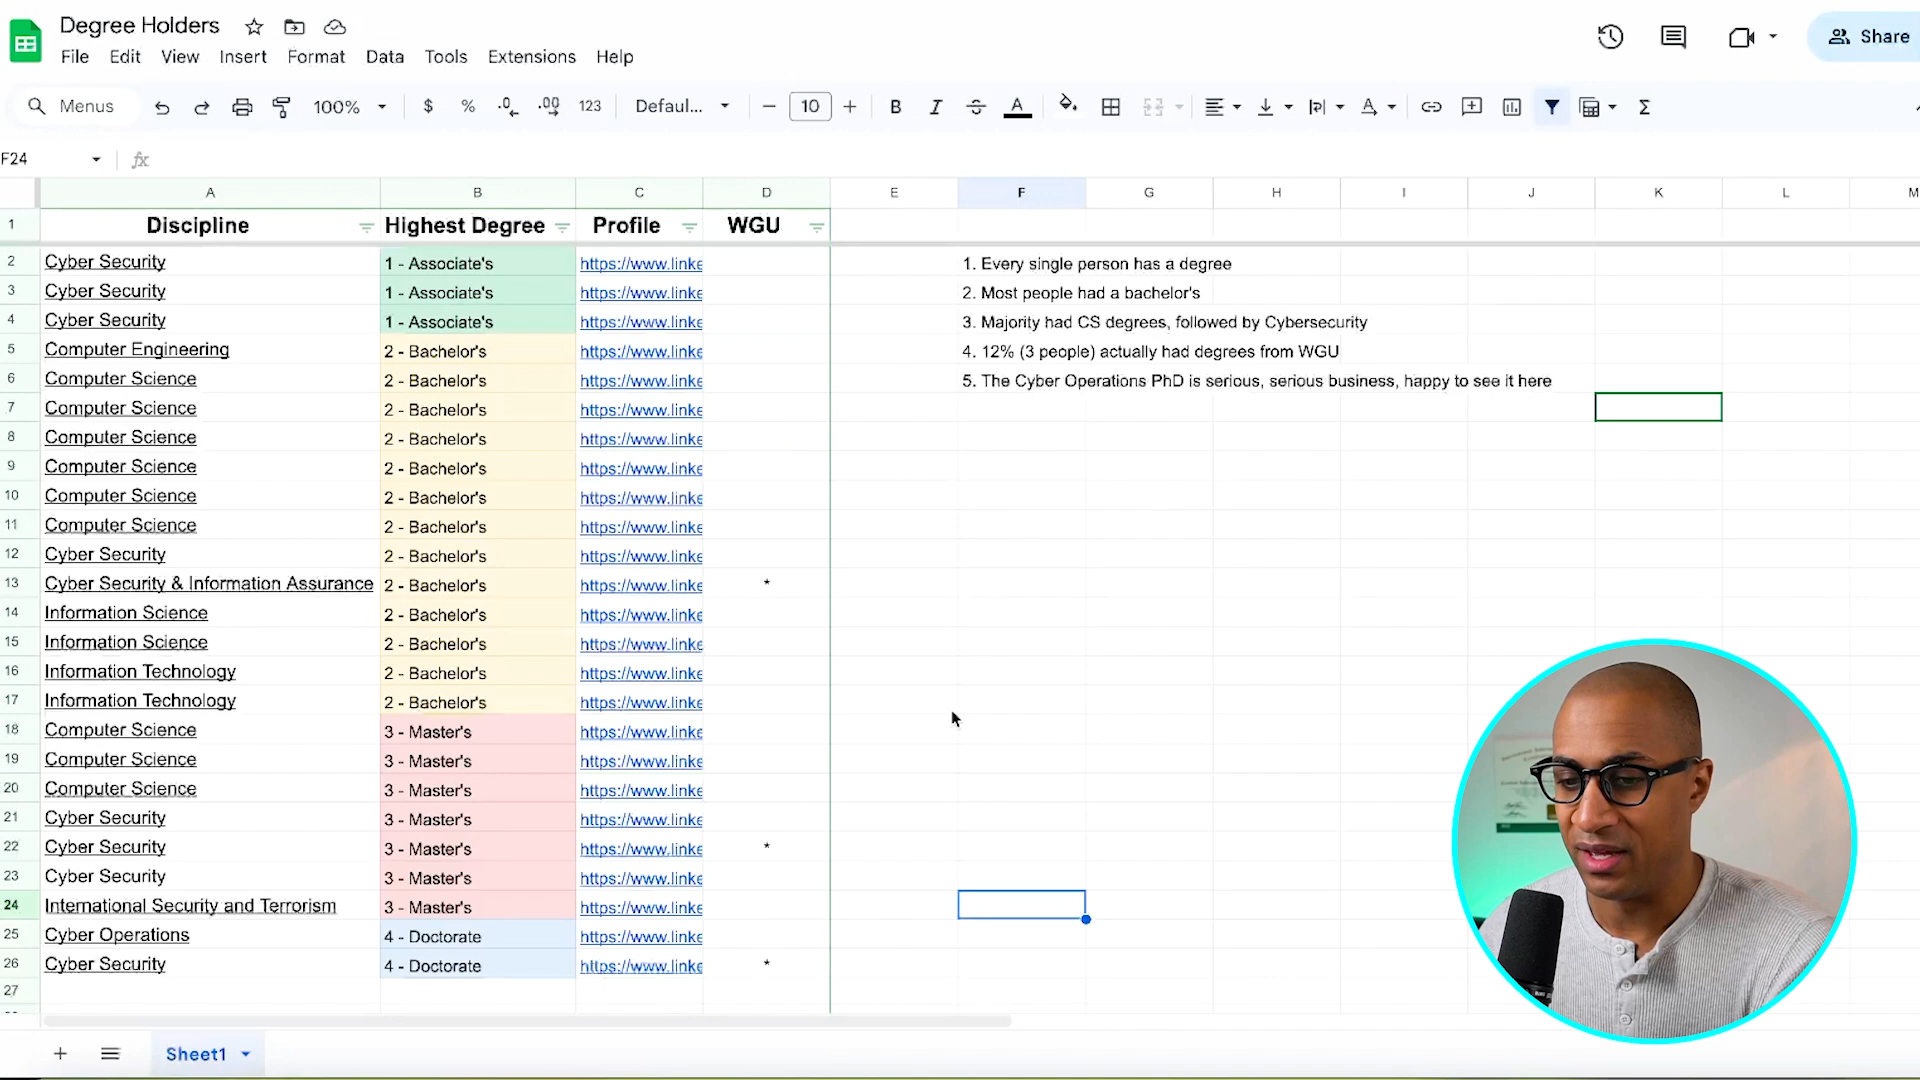 Degree Holders
File Edit View Insert Format Data Tools Extensions Help
Share
Menus 100% $ % .0 .00 123 Defaul... 10 B I A
F24 fx
A B C D E F G H I J K L M
1 Discipline Highest Degree Profile WGU
2 Cyber Security 1 - Associate's https://www.linke 1. Every single person has a degree
3 Cyber Security 1 - Associate's https://www.linke 2. Most people had a bachelor's
4 Cyber Security 1 - Associate's https://www.linke 3. Majority had CS degrees, followed by Cybersecurity
5 Computer Engineering 2 - Bachelor's https://www.linke 4. 12% (3 people) actually had degrees from WGU
6 Computer Science 2 - Bachelor's https://www.linke 5. The Cyber Operations PhD is serious, serious business, happy to see it here
7 Computer Science 2 - Bachelor's https://www.linke
8 Computer Science 2 - Bachelor's https://www.linke
9 Computer Science 2 - Bachelor's https://www.linke
10 Computer Science 2 - Bachelor's https://www.linke
11 Computer Science 2 - Bachelor's https://www.linke
12 Cyber Security 2 - Bachelor's https://www.linke
13 Cyber Security & Information Assurance 2 - Bachelor's https://www.linke *
14 Information Science 2 - Bachelor's https://www.linke
15 Information Science 2 - Bachelor's https://www.linke
16 Information Technology 2 - Bachelor's https://www.linke
17 Information Technology 2 - Bachelor's https://www.linke
18 Computer Science 3 - Master's https://www.linke
19 Computer Science 3 - Master's https://www.linke
20 Computer Science 3 - Master's https://www.linke
21 Cyber Security 3 - Master's https://www.linke
22 Cyber Security 3 - Master's https://www.linke *
23 Cyber Security 3 - Master's https://www.linke
24 International Security and Terrorism 3 - Master's https://www.linke
25 Cyber Operations 4 - Doctorate https://www.linke
26 Cyber Security 4 - Doctorate https://www.linke *
27
Sheet1